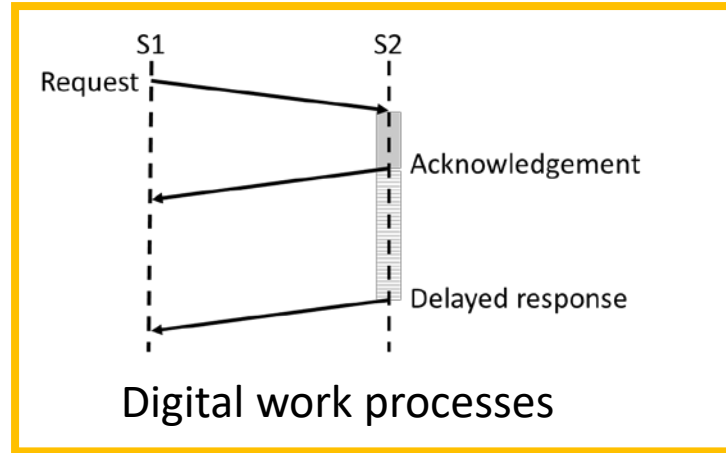 S1
S2
Request
Acknowledgement
Delayed response
Digital work processes